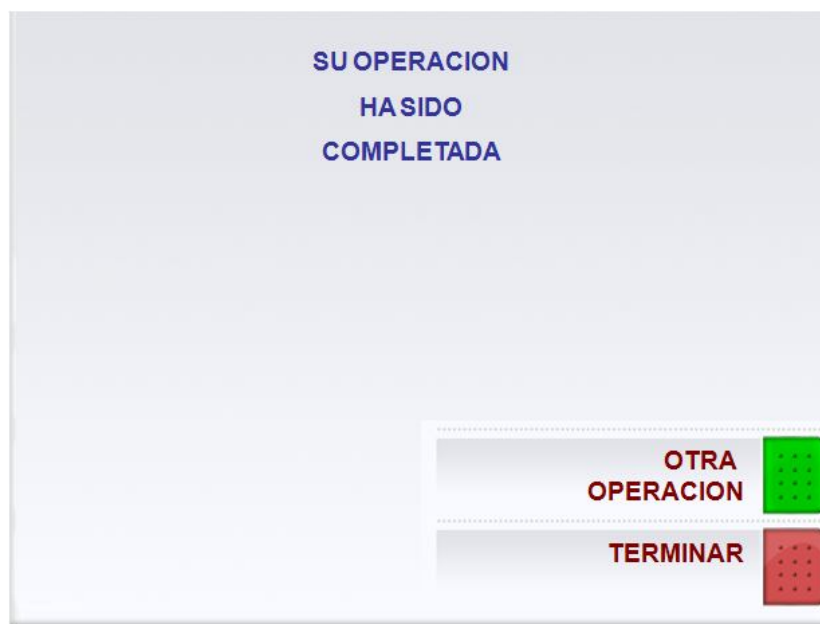 SU OPERACION
HA SIDO
COMPLETADA
OTRA
OPERACION
TERMINAR